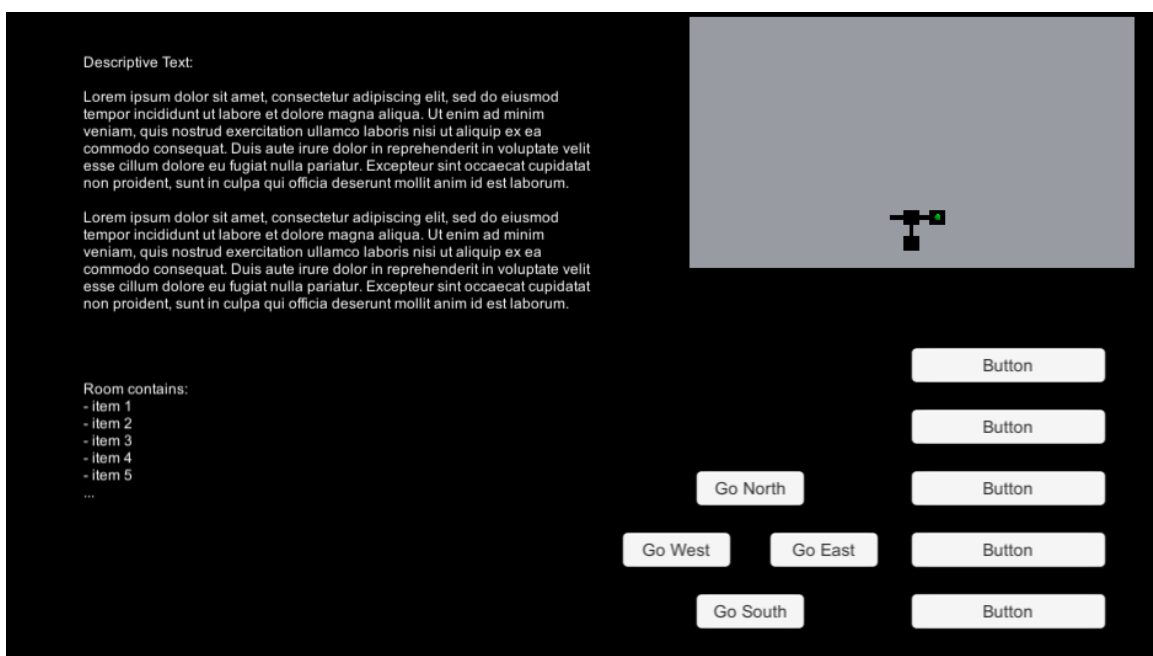 Descriptive Text:
Lorem ipsum dolor sit amet, consectetur adipiscing elit, sed do eiusmod
tempor incididunt ut labore et dolore magna aliqua. Ut enim ad minim
veniam, quis nostrud exercitation ullamco laboris nisi ut aliquip ex ea
commodo consequat. Duis aute irure dolor in reprehenderit in voluptate velit
esse cillum dolore eu fugiat nulla pariatur. Excepteur sint occaecat cupidatat
non proident, sunt in culpa qui officia deserunt mollit anim id est laborum.
Lorem ipsum dolor sit amet, consectetur adipiscing elit, sed do eiusmod
tempor incididunt ut labore et dolore magna aliqua. Ut enim ad minim
veniam, quis nostrud exercitation ullamco laboris nisi ut aliquip ex ea
commodo consequat. Duis aute irure dolor in reprehenderit in voluptate velit
esse cillum dolore eu fugiat nulla pariatur. Excepteur sint occaecat cupidatat
non proident, sunt in culpa qui officia deserunt mollit anim id est laborum.
Room contains:
- item 1
- item 2
- item 3
- item 4
- item 5
...
Button
Button
Go North
Button
Go West
Go East
Button
Go South
Button